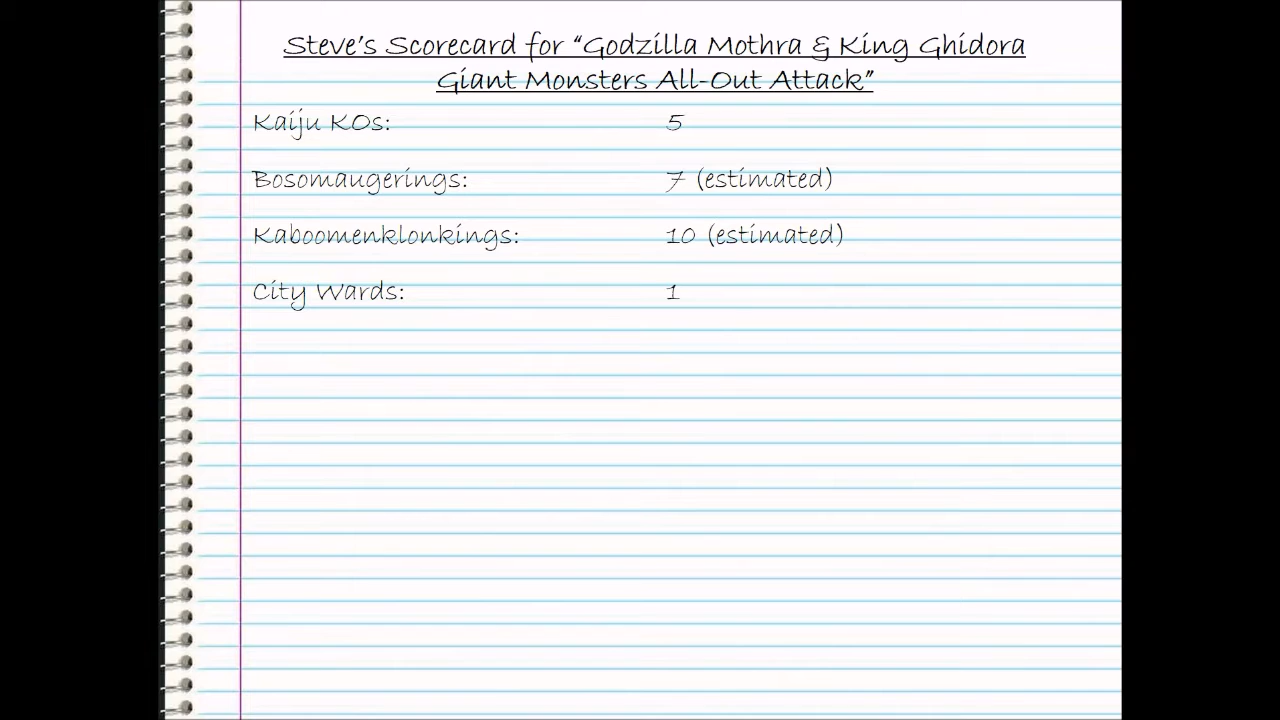 Steve's Scorecard for "Godzilla Mothra & King Ghidora
Giant Monsters All-Out Attack"
Kaiju KOs: 5
Bosomaugerings: 7 (estimated)
Kaboomenklonkings: 10 (estimated)
City Wards: 1